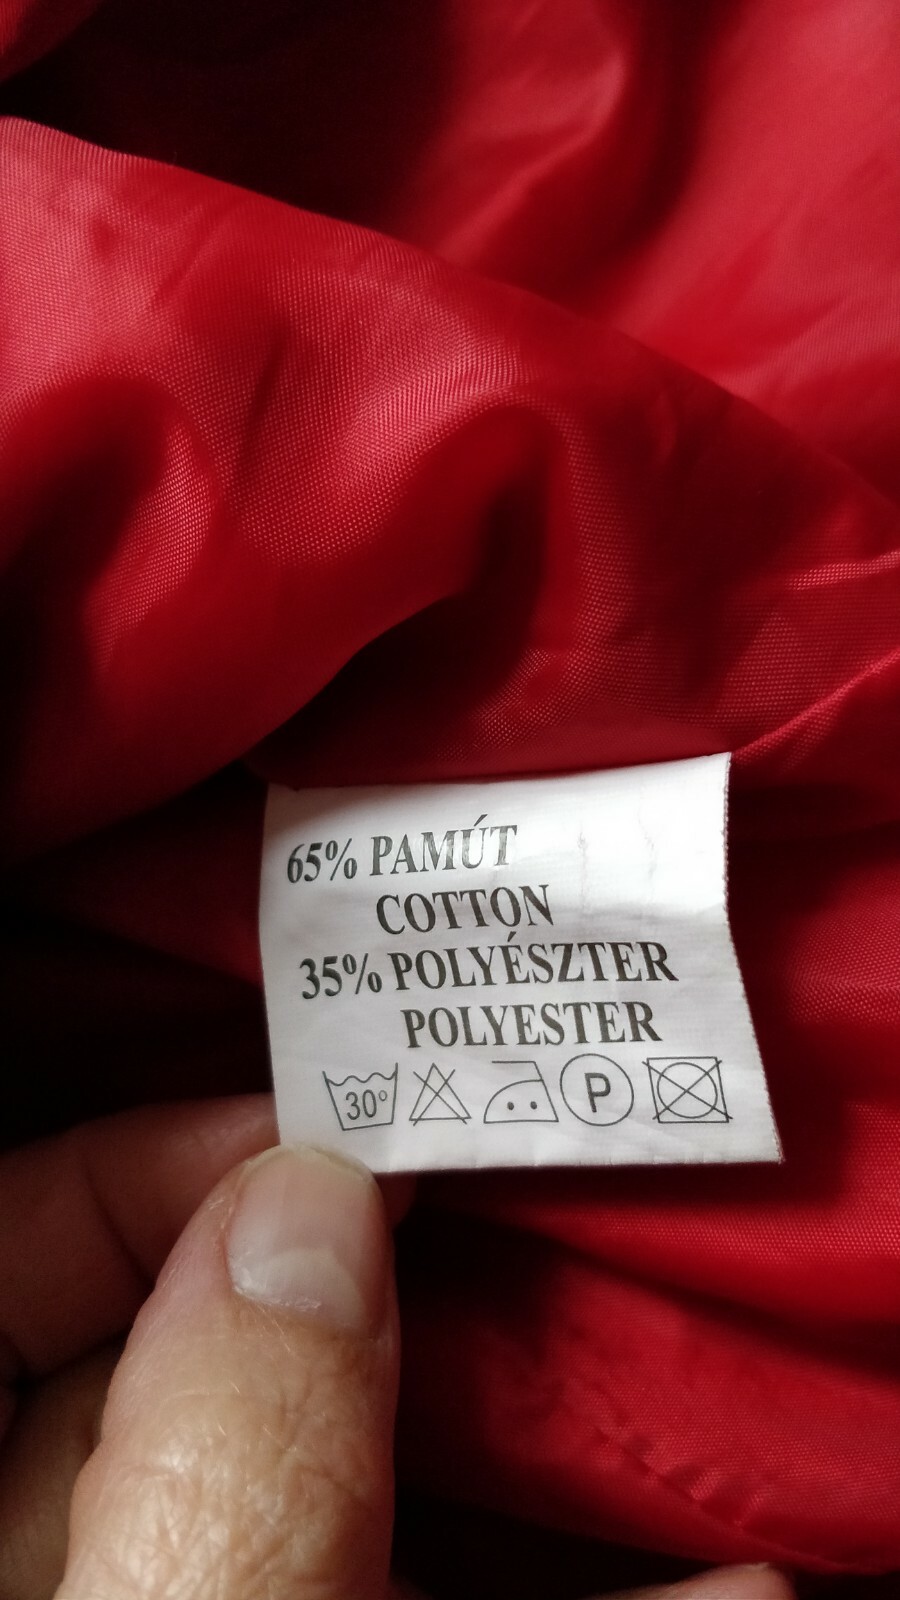 65% PAMÚT
COTTON
35% POLYÉSZTER
POLYESTER
30° P